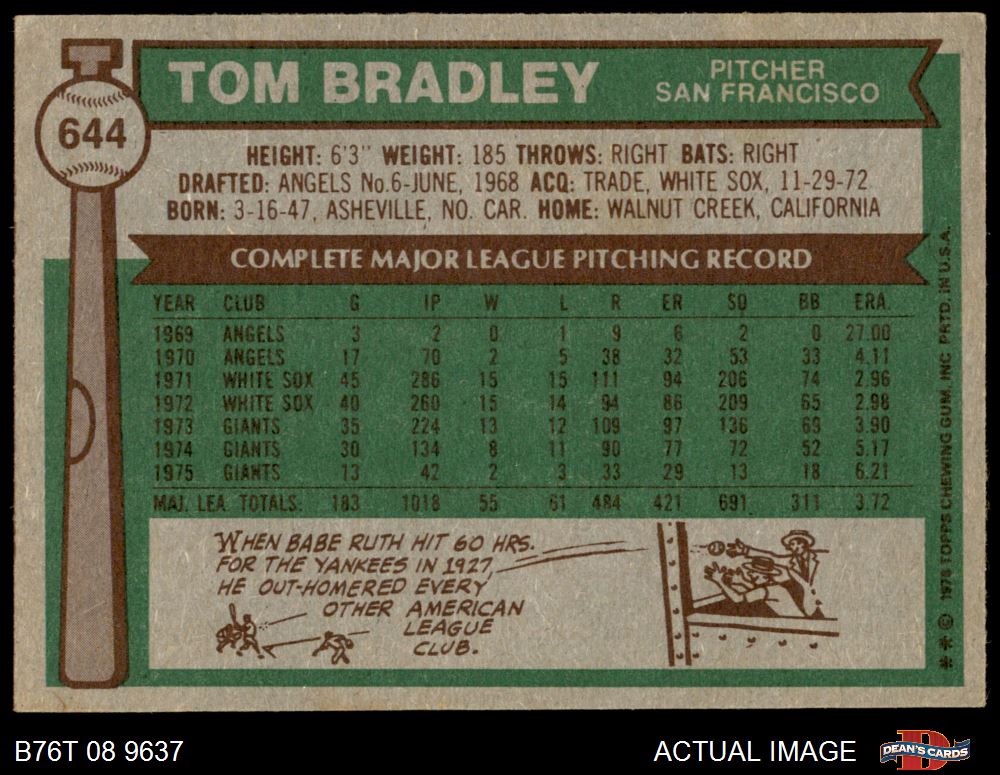 644
TOM BRADLEY
PITCHER
SAN FRANCISCO
HEIGHT: 6'3" WEIGHT: 185 THROWS: RIGHT BATS: RIGHT
DRAFTED: ANGELS No.6-JUNE, 1968 ACQ: TRADE, WHITE SOX, 11-29-72
BORN: 3-16-47, ASHEVILLE, NO. CAR. HOME: WALNUT CREEK, CALIFORNIA
COMPLETE MAJOR LEAGUE PITCHING RECORD
YEAR CLUB G IP W L R ER SO BB ERA
1969 ANGELS 3 2 0 1 9 6 2 0 27.00
1970 ANGELS 17 70 2 5 38 32 53 33 4.11
1971 WHITE SOX 45 286 15 15 111 94 206 74 2.96
1972 WHITE SOX 40 260 15 14 94 86 209 65 2.98
1973 GIANTS 35 224 13 12 109 97 136 69 3.90
1974 GIANTS 30 134 8 11 90 77 72 52 5.17
1975 GIANTS 13 42 2 3 33 29 13 18 6.21
MAJ. LEA. TOTALS: 183 1018 55 61 484 421 691 311 3.72
WHEN BABE RUTH HIT 60 HRS.
FOR THE YANKEES IN 1927,
HE OUT-HOMERED EVERY
OTHER AMERICAN
LEAGUE
CLUB.
** © 1976 TOPPS CHEWING GUM, INC. PRTD. IN U.S.A.
B76T 08 9637
ACTUAL IMAGE
DEAN'S CARDS